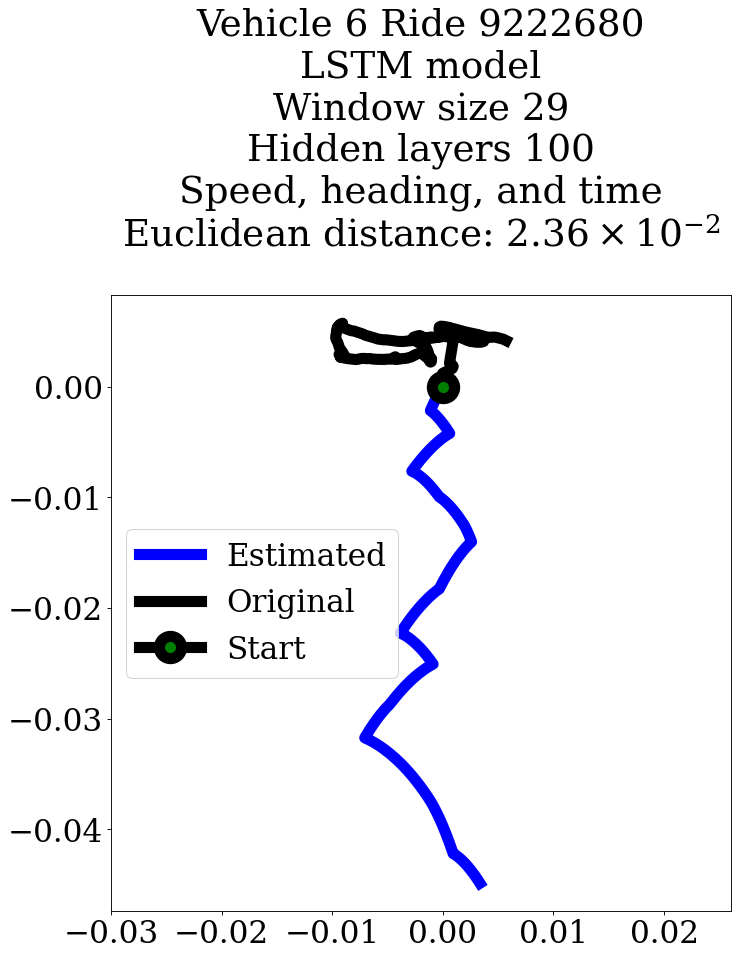 Vehicle 6 Ride 9222680
LSTM model
Window size 29
Hidden layers 100
Speed, heading, and time
Euclidean distance: 2.36 × 10⁻²
0.00
−0.01
−0.02
−0.03
−0.04
Estimated
Original
Start
−0.03 −0.02 −0.01 0.00 0.01 0.02